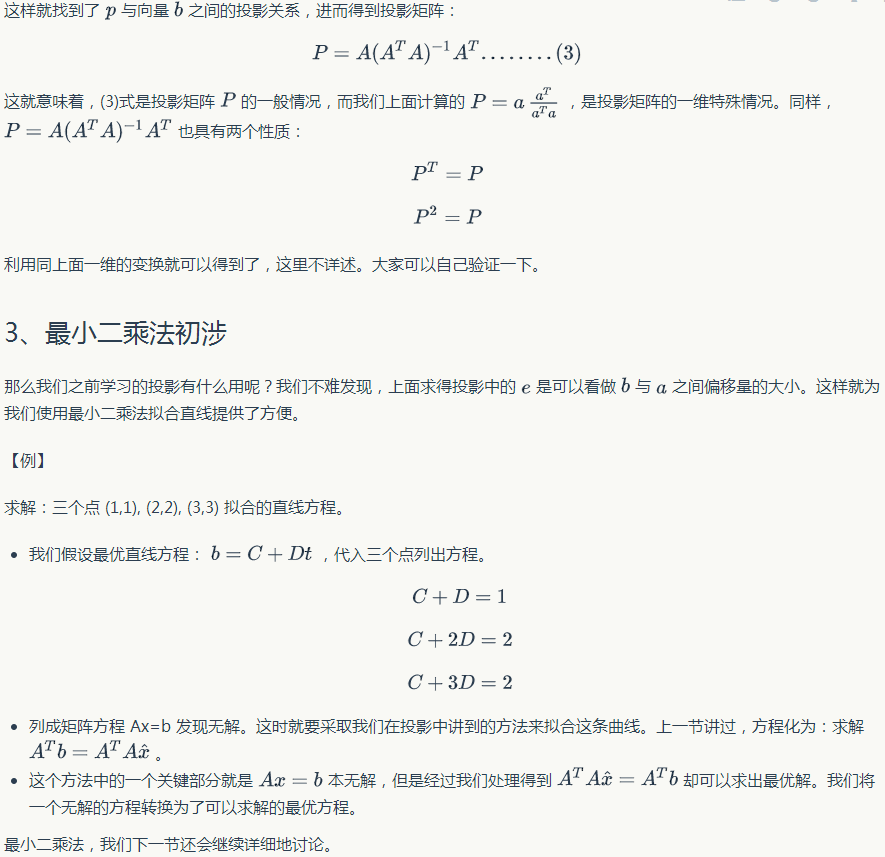 这样就找到了 p 与向量 b 之间的投影关系，进而得到投影矩阵：
P = A(AᵀA)⁻¹Aᵀ........(3)
这就意味着，(3)式是投影矩阵 P 的一般情况，而我们上面计算的 P = a aᵀ/aᵀa ，是投影矩阵的一维特殊情况。同样，
P = A(AᵀA)⁻¹Aᵀ 也具有两个性质：
Pᵀ = P
P² = P
利用同上面一维的变换就可以得到了，这里不详述。大家可以自己验证一下。
3、最小二乘法初涉
那么我们之前学习的投影有什么用呢？我们不难发现，上面求得投影中的 e 是可以看做 b 与 a 之间偏移量的大小。这样就为
我们使用最小二乘法拟合直线提供了方便。
【例】
求解：三个点 (1,1), (2,2), (3,3) 拟合的直线方程。
• 我们假设最优直线方程： b = C + Dt ，代入三个点列出方程。
C + D = 1
C + 2D = 2
C + 3D = 2
• 列成矩阵方程 Ax=b 发现无解。这时就要采取我们在投影中讲到的方法来拟合这条曲线。上一节讲过，方程化为：求解
Aᵀb = AᵀAx̂ 。
• 这个方法中的一个关键部分就是 Ax = b 本无解，但是经过我们处理得到 AᵀAx̂ = Aᵀb 却可以求出最优解。我们将
一个无解的方程转换为了可以求解的最优方程。
最小二乘法，我们下一节还会继续详细地讨论。